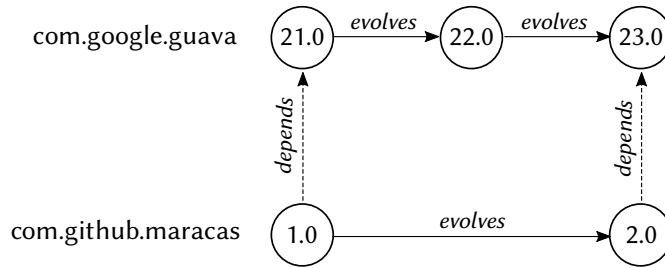 com.google.guava 21.0 evolves 22.0 evolves 23.0
depends depends
com.github.maracas 1.0 evolves 2.0